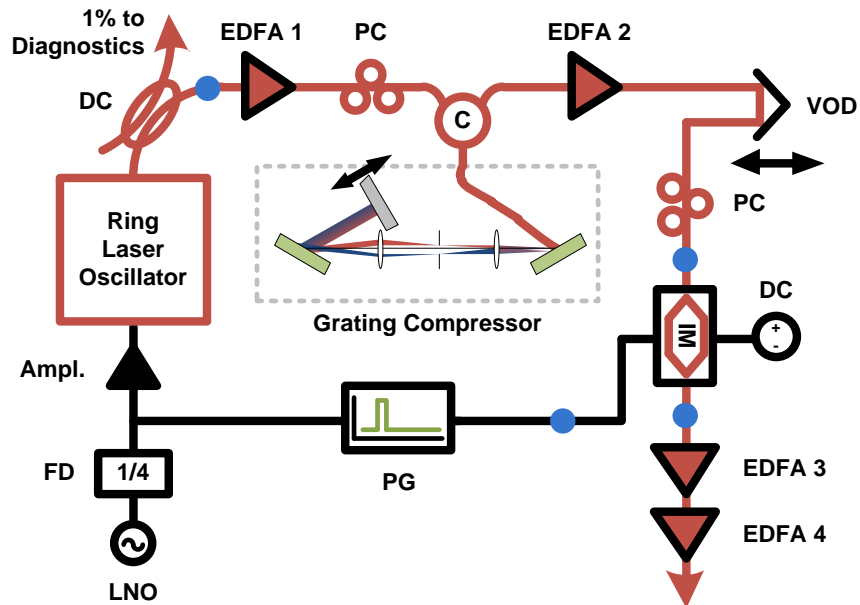 1% to
Diagnostics
EDFA 1
PC
EDFA 2
DC
C
VOD
PC
Ring
Laser
Oscillator
Grating Compressor
DC
IM
+
-
Ampl.
FD
1/4
PG
EDFA 3
EDFA 4
LNO